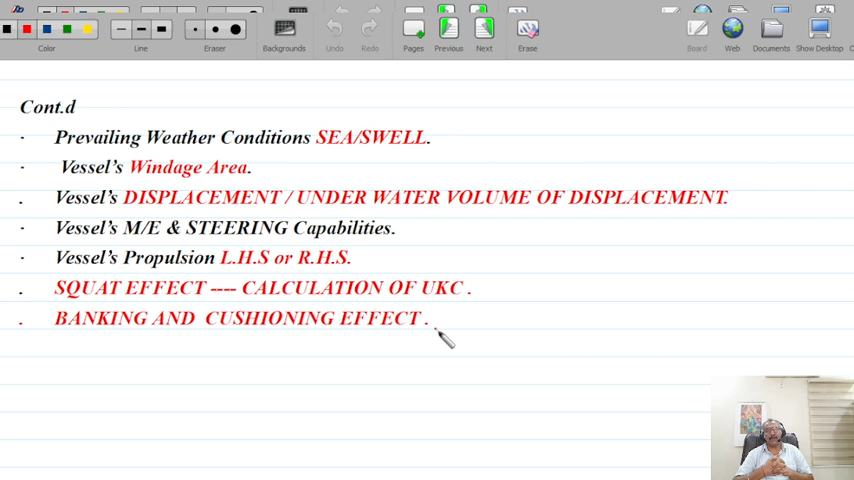 Color
Line
Eraser
Backgrounds
Undo
Redo
Pages
Previous
Next
Erase
Board
Web
Documents
Show Desktop
Cont.d
· Prevailing Weather Conditions SEA/SWELL.
· Vessel's Windage Area.
. Vessel's DISPLACEMENT / UNDER WATER VOLUME OF DISPLACEMENT.
· Vessel's M/E & STEERING Capabilities.
· Vessel's Propulsion L.H.S or R.H.S.
. SQUAT EFFECT ---- CALCULATION OF UKC .
. BANKING AND CUSHIONING EFFECT .